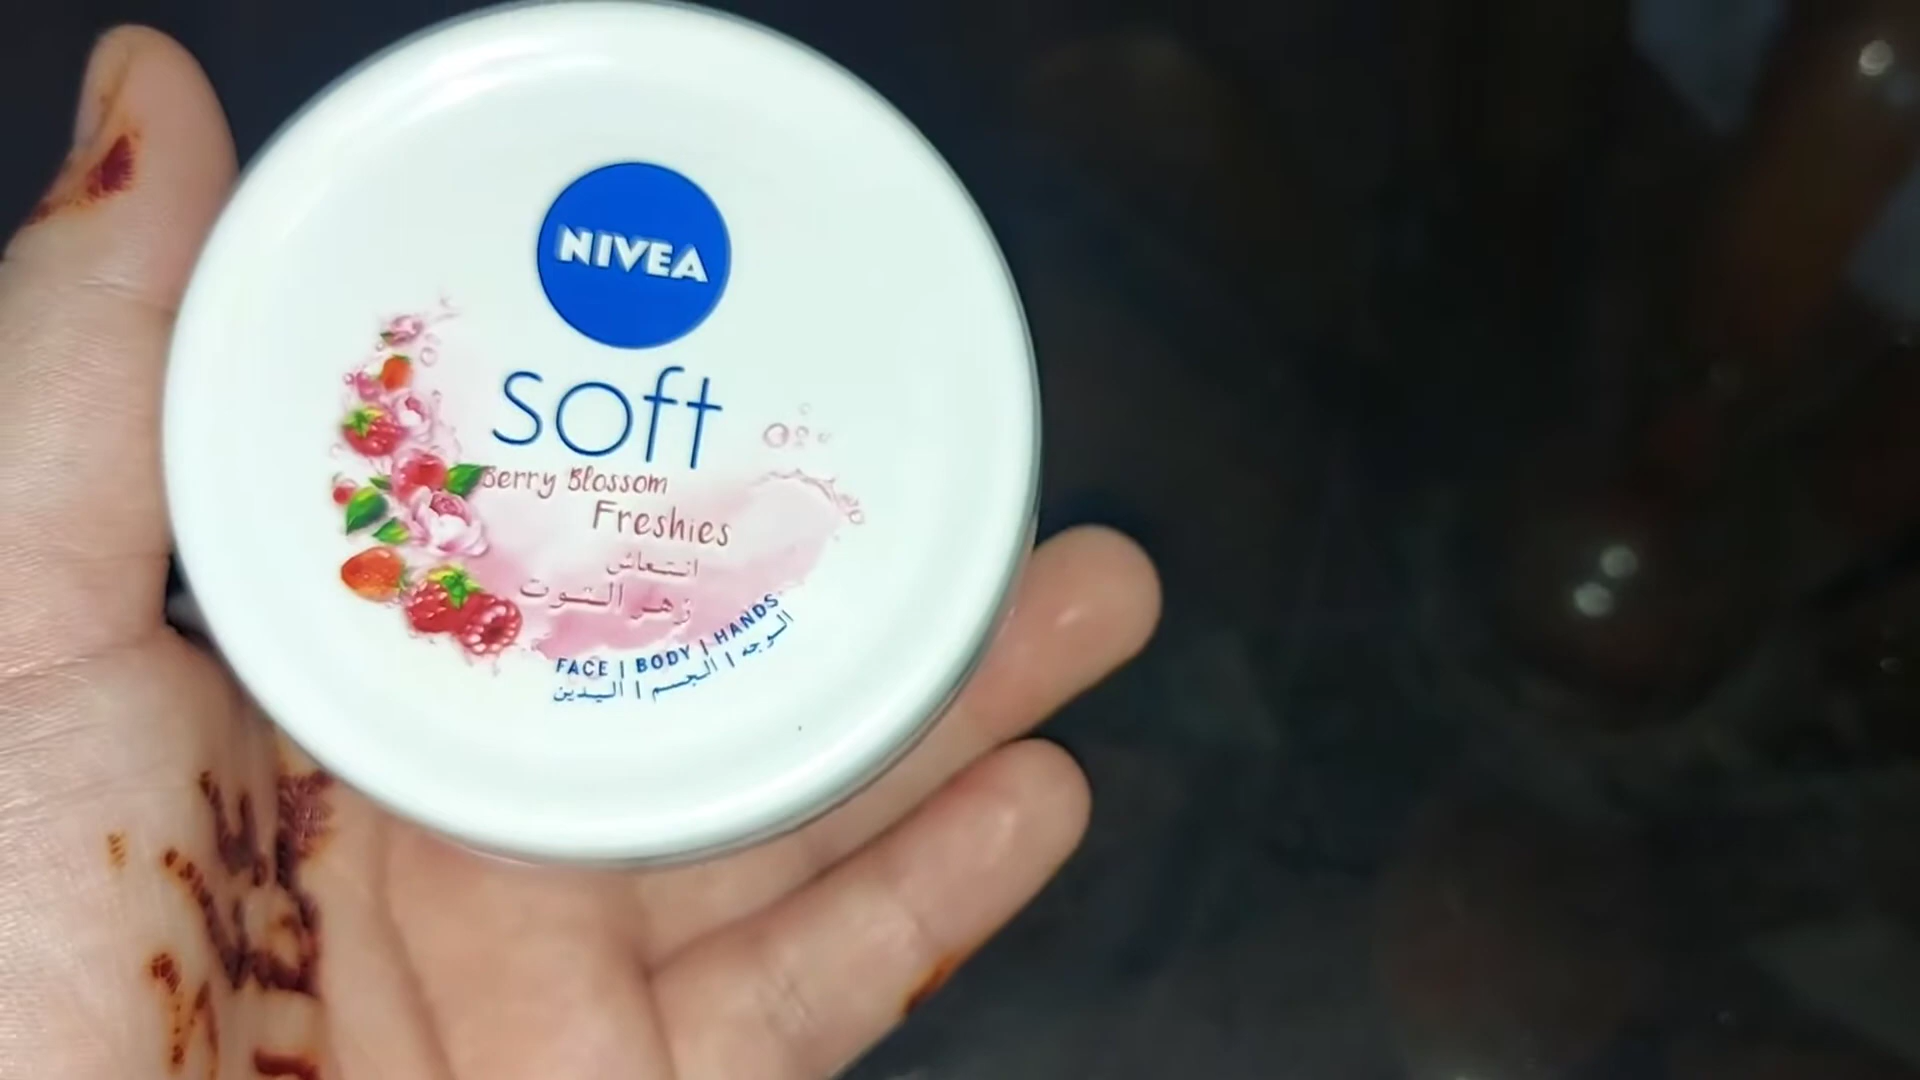 NIVEA
soft
Berry Blossom
Freshies
انتعاش
زهر التوت
FACE | BODY | HANDS
الوجه | الجسم | اليدين